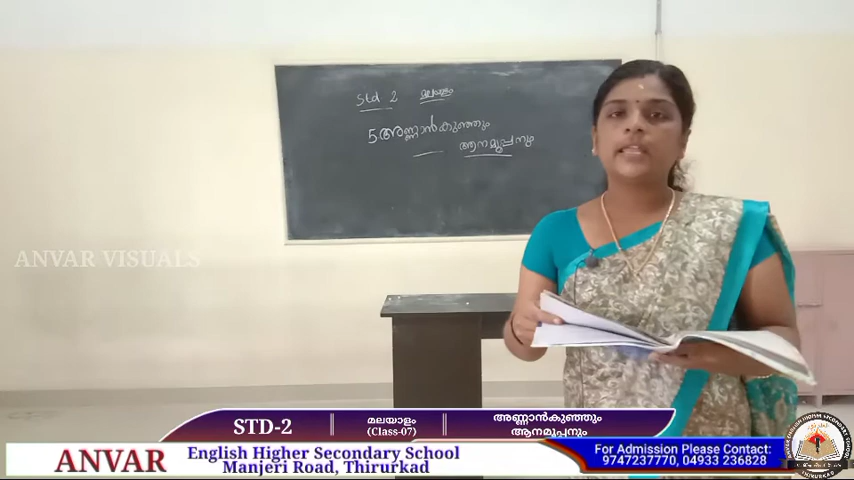 Std 2 മലയാളം
5 അണ്ണാൻകുഞ്ഞും
ആനമൂപ്പനും
ANVAR VISUALS
STD-2
മലയാളം
(Class-07)
അണ്ണാൻകുഞ്ഞും
ആനമൂപ്പനും
ANVAR
English Higher Secondary School
Manjeri Road, Thirurkad
For Admission Please Contact:
9747237770, 04933 236828